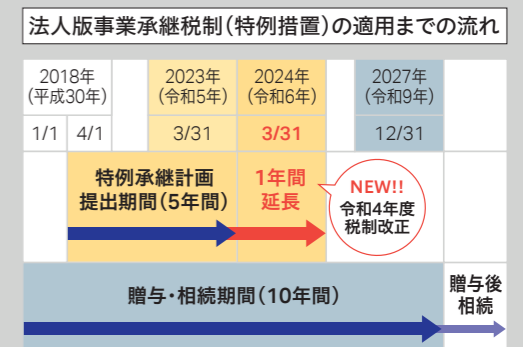 法人版事業承継税制(特例措置)の適用までの流れ
2018年
(平成30年)
2023年
(令和5年)
2024年
(令和6年)
2027年
(令和9年)
1/1
4/1
3/31
3/31
12/31
特例承継計画
提出期間(5年間)
1年間
延長
NEW!!
令和4年度
税制改正
贈与・相続期間(10年間)
贈与後
相続